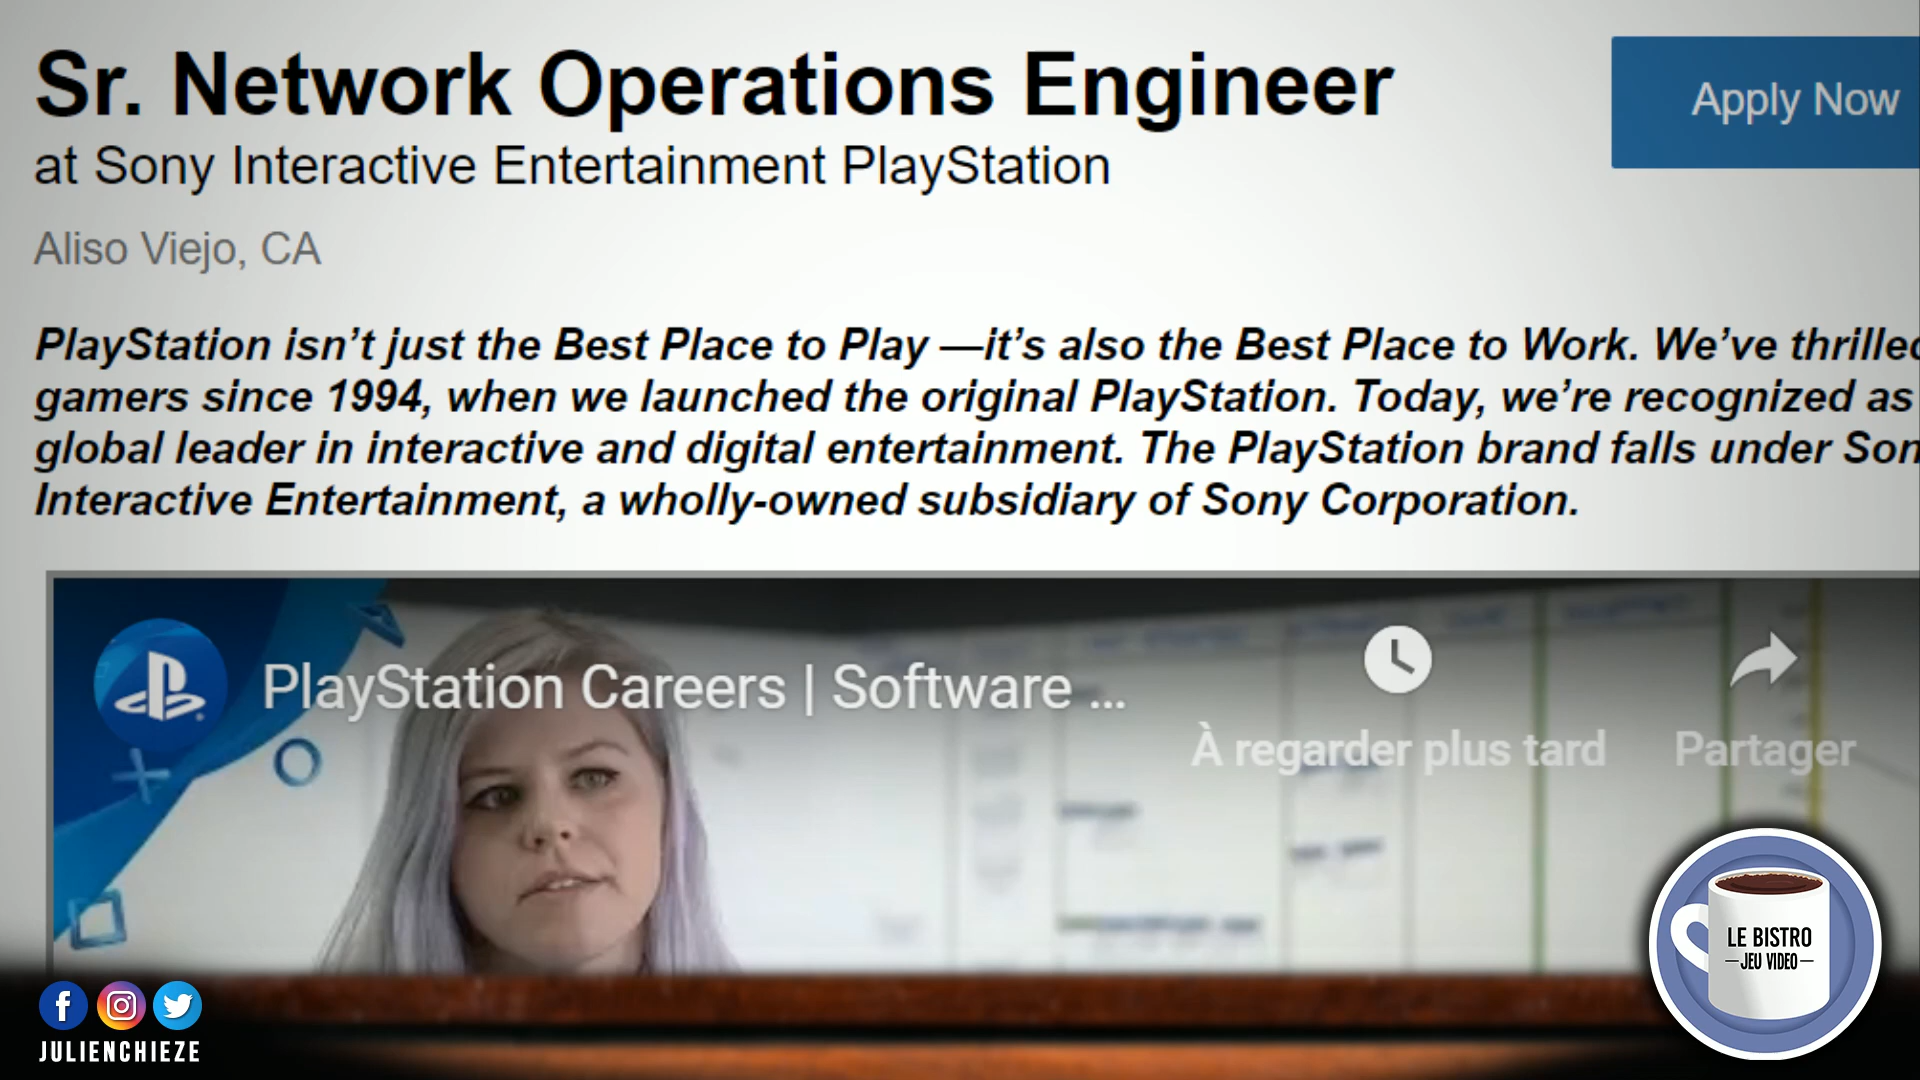 Sr. Network Operations Engineer
Apply Now
at Sony Interactive Entertainment PlayStation
Aliso Viejo, CA
PlayStation isn’t just the Best Place to Play —it’s also the Best Place to Work. We’ve thrilled
gamers since 1994, when we launched the original PlayStation. Today, we’re recognized as
global leader in interactive and digital entertainment. The PlayStation brand falls under Son
Interactive Entertainment, a wholly-owned subsidiary of Sony Corporation.
PlayStation Careers | Software ...
À regarder plus tard
Partager
LE BISTRO
—JEU VIDEO—
JULIENCHIEZE